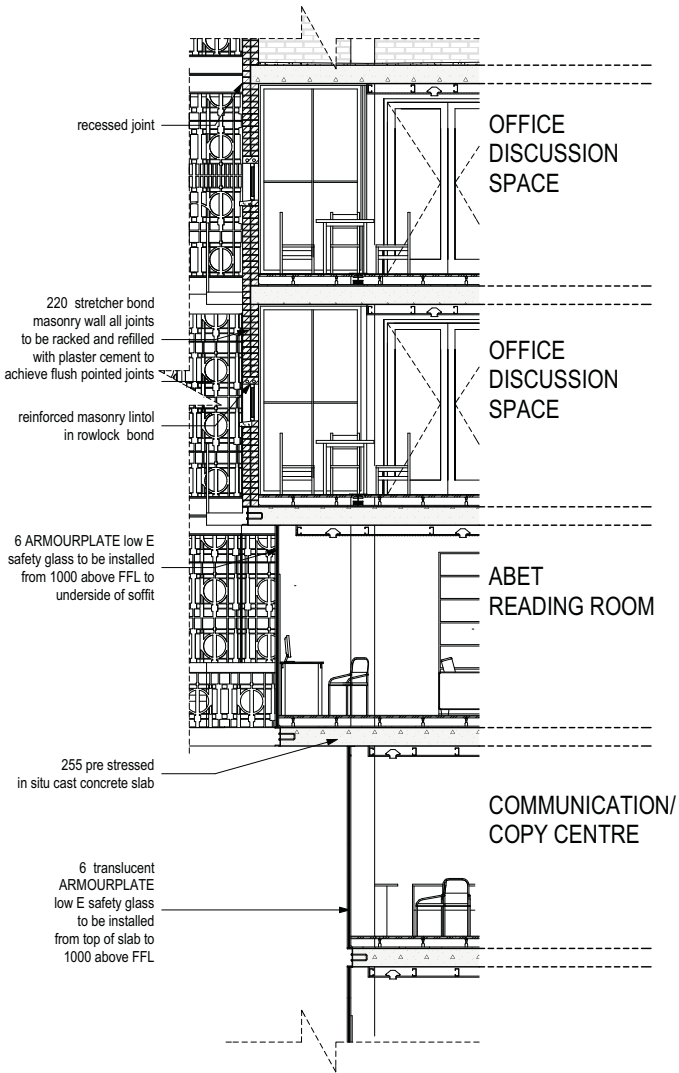 recessed joint
OFFICE
DISCUSSION
SPACE
220 stretcher bond
masonry wall all joints
to be racked and refilled
with plaster cement to
achieve flush pointed joints
reinforced masonry lintol
in rowlock bond
OFFICE
DISCUSSION
SPACE
6 ARMOURPLATE low E
safety glass to be installed
from 1000 above FFL to
underside of soffit
ABET
READING ROOM
255 pre stressed
in situ cast concrete slab
COMMUNICATION/
COPY CENTRE
6 translucent
ARMOURPLATE
low E safety glass
to be installed
from top of slab to
1000 above FFL